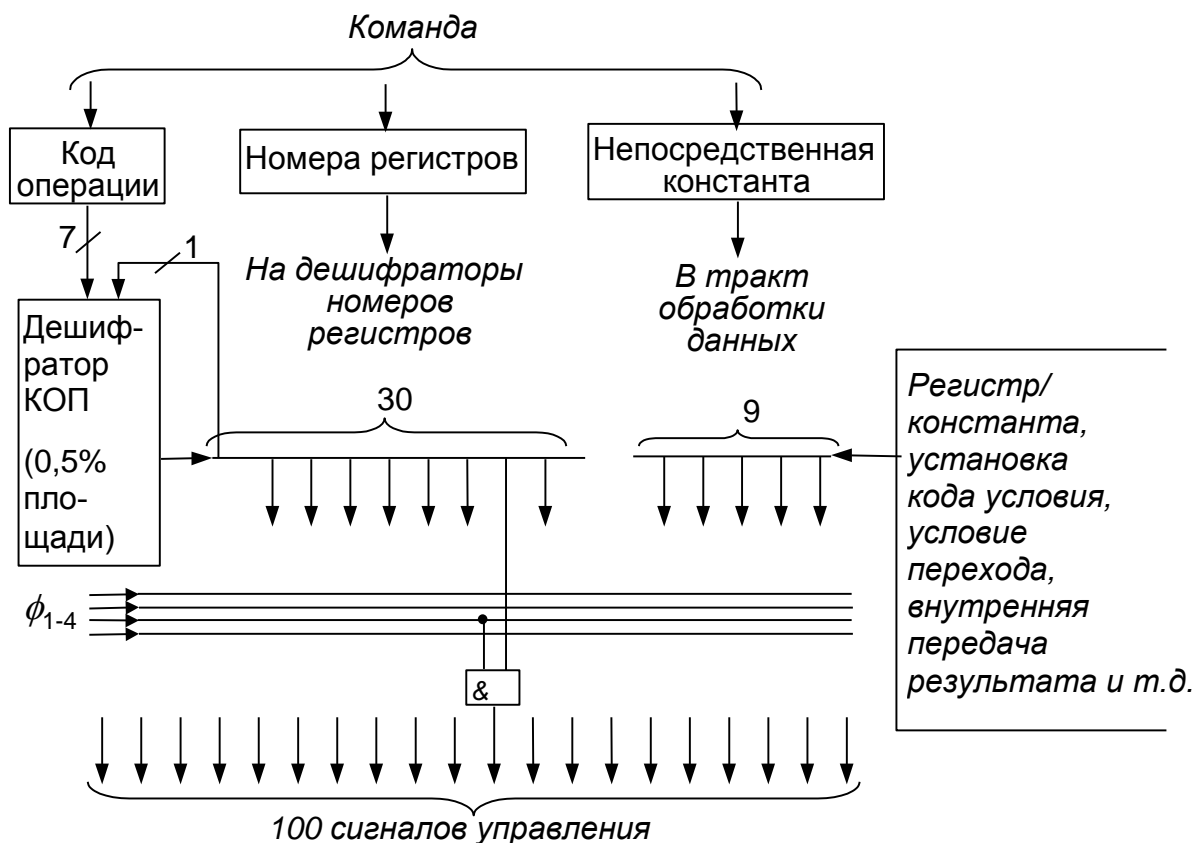 Команда
Код
операции
Номера регистров
Непосредственная
константа
7
1
На дешифраторы
номеров
регистров
В тракт
обработки
данных
Дешиф-
ратор
КОП
(0,5%
пло-
щади)
30
9
Регистр/
константа,
установка
кода условия,
условие
перехода,
внутренняя
передача
результата и т.д.
ϕ1-4
&
100 сигналов управления